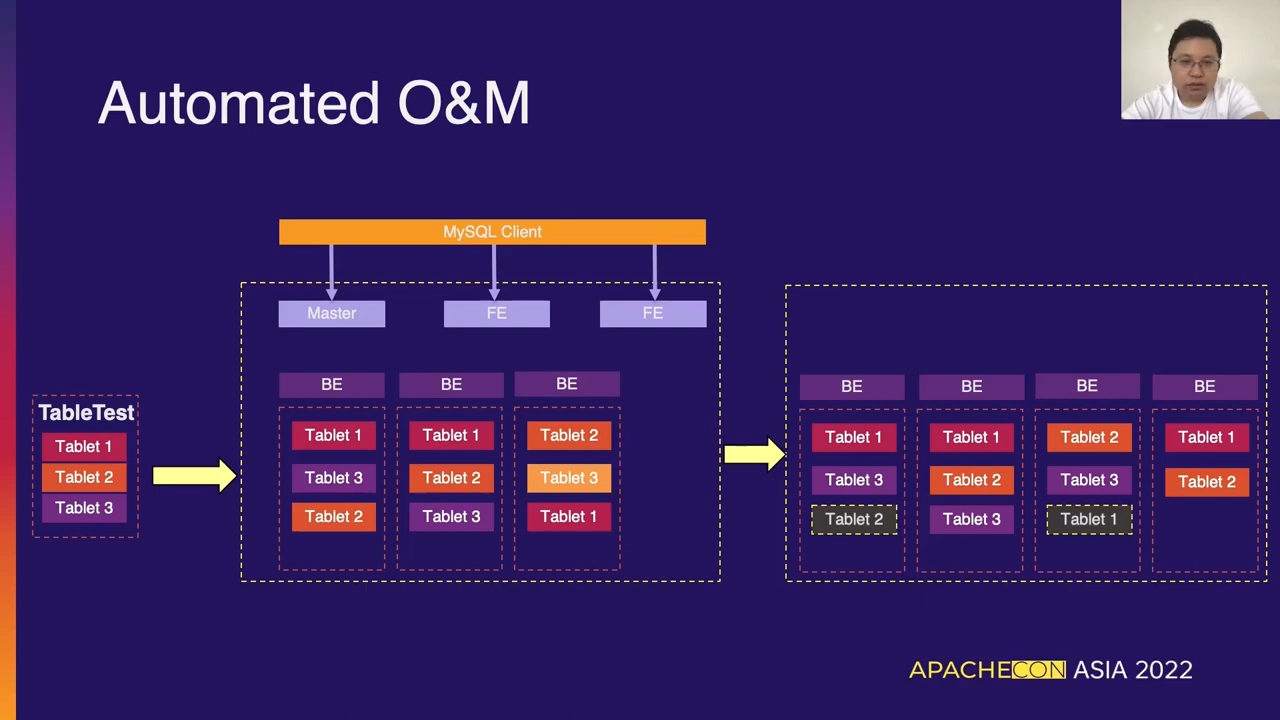 Automated O&M
MySQL Client
Master
FE
FE
TableTest
Tablet 1
Tablet 2
Tablet 3
BE
Tablet 1
Tablet 3
Tablet 2
BE
Tablet 1
Tablet 2
Tablet 3
BE
Tablet 2
Tablet 3
Tablet 1
BE
Tablet 1
Tablet 3
Tablet 2
BE
Tablet 1
Tablet 2
Tablet 3
BE
Tablet 2
Tablet 3
Tablet 1
BE
Tablet 1
Tablet 2
APACHECON ASIA 2022